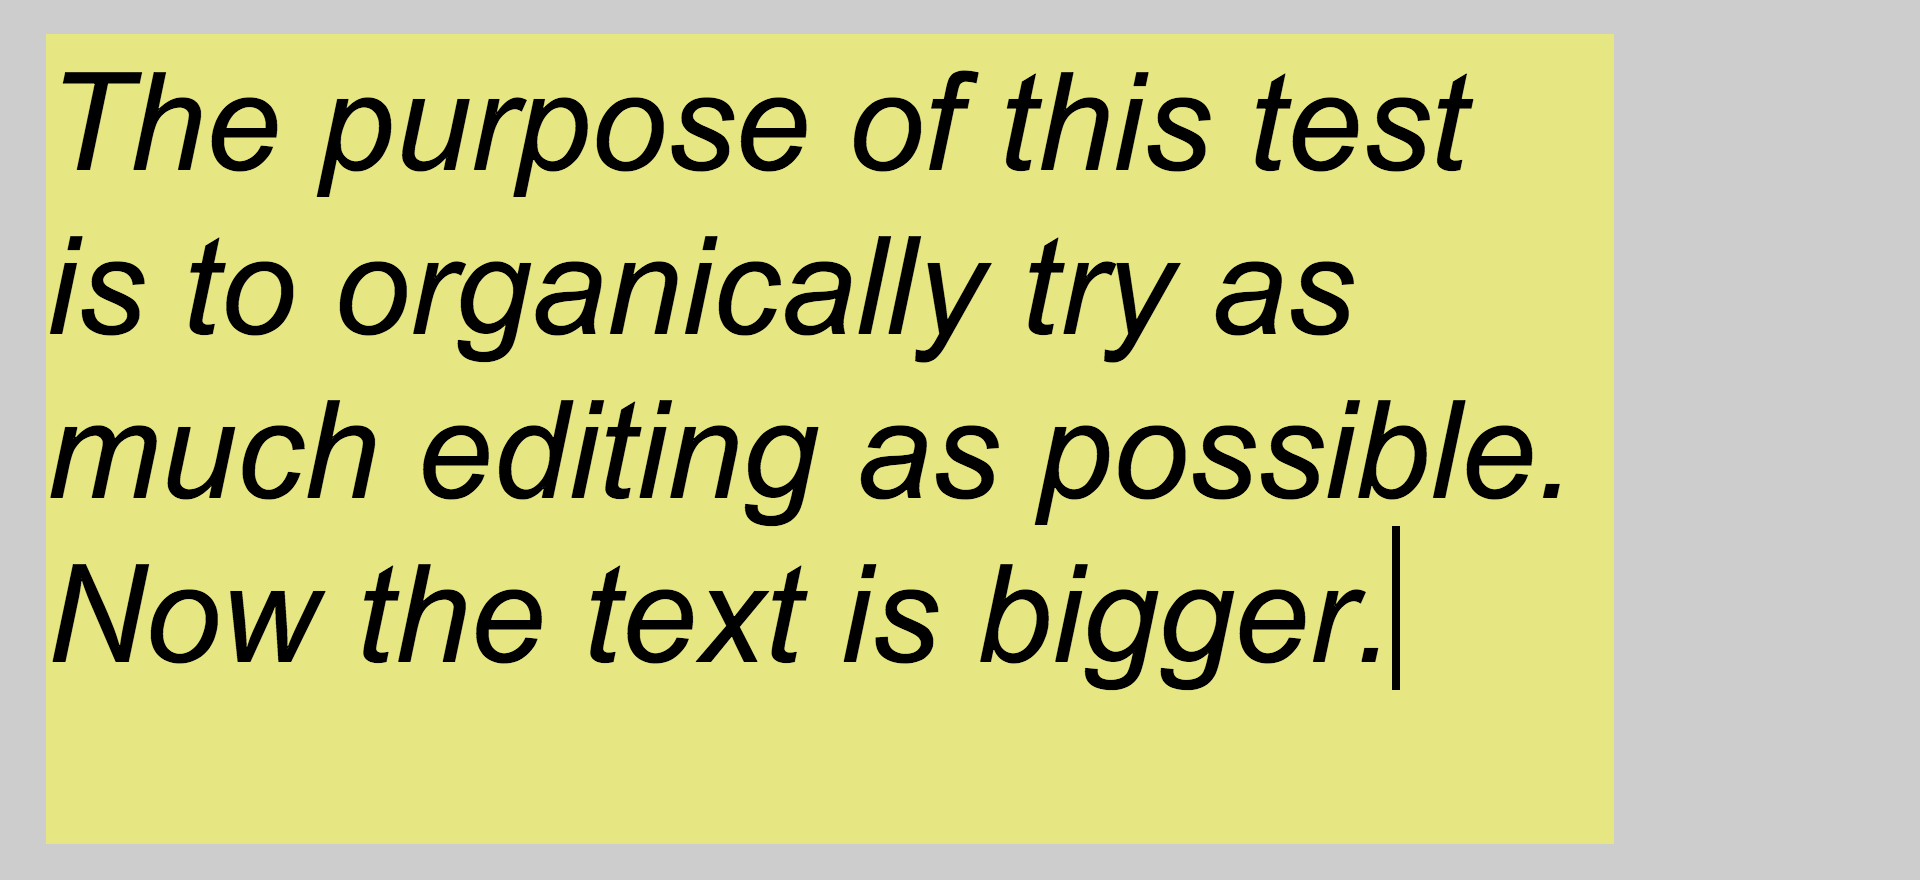 The purpose of this test
is to organically try as
much editing as possible.
Now the text is bigger.